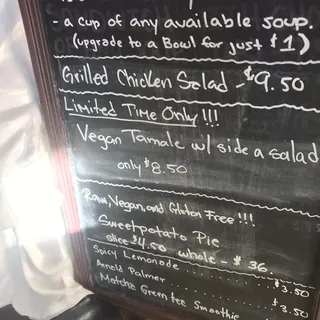 - a cup of any available soup.
(upgrade to a Bowl for just $1)
Grilled Chicken Salad - $9.50
Limited Time Only!!!
Vegan Tamale w/ side a salad
only $8.50
Raw, Vegan, and Gluten Free!!!
Sweetpotato Pie
slice $4.50 whole - $36.
Spicy Lemonade ........ $3.50
Arnold Palmer ........ $3.50
Matcha Green tea Smoothie